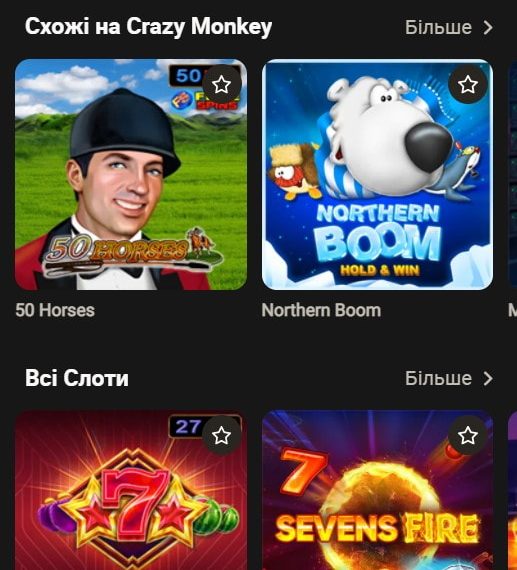 Схожі на Crazy Monkey
Більше
50
SPINS
50 HORSES
NORTHERN
BOOM
HOLD & WIN
50 Horses
Northern Boom
Всі Слоти
Більше
27
7
7
SEVENS FIRE